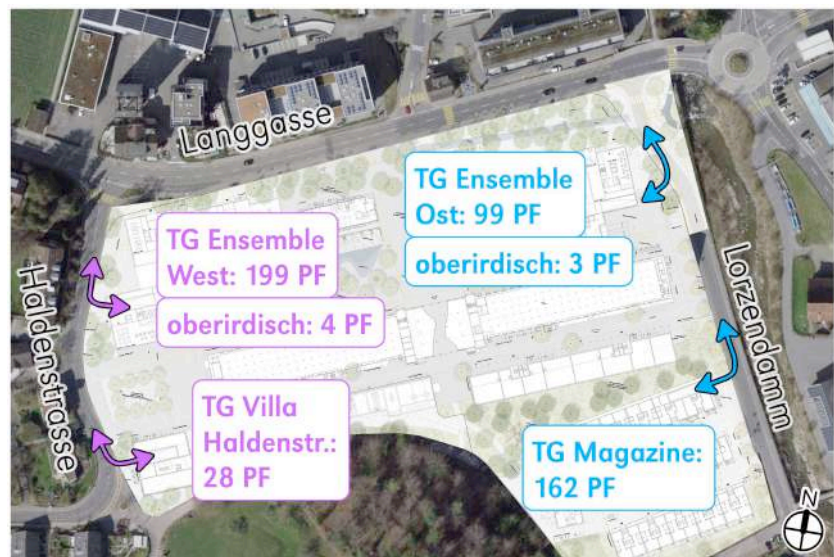 Langgasse
TG Ensemble
Ost: 99 PF
oberirdisch: 3 PF
TG Ensemble
West: 199 PF
oberirdisch: 4 PF
Haldenstrasse
Lorzendamm
TG Villa
Haldenstr.:
28 PF
TG Magazine:
162 PF
N